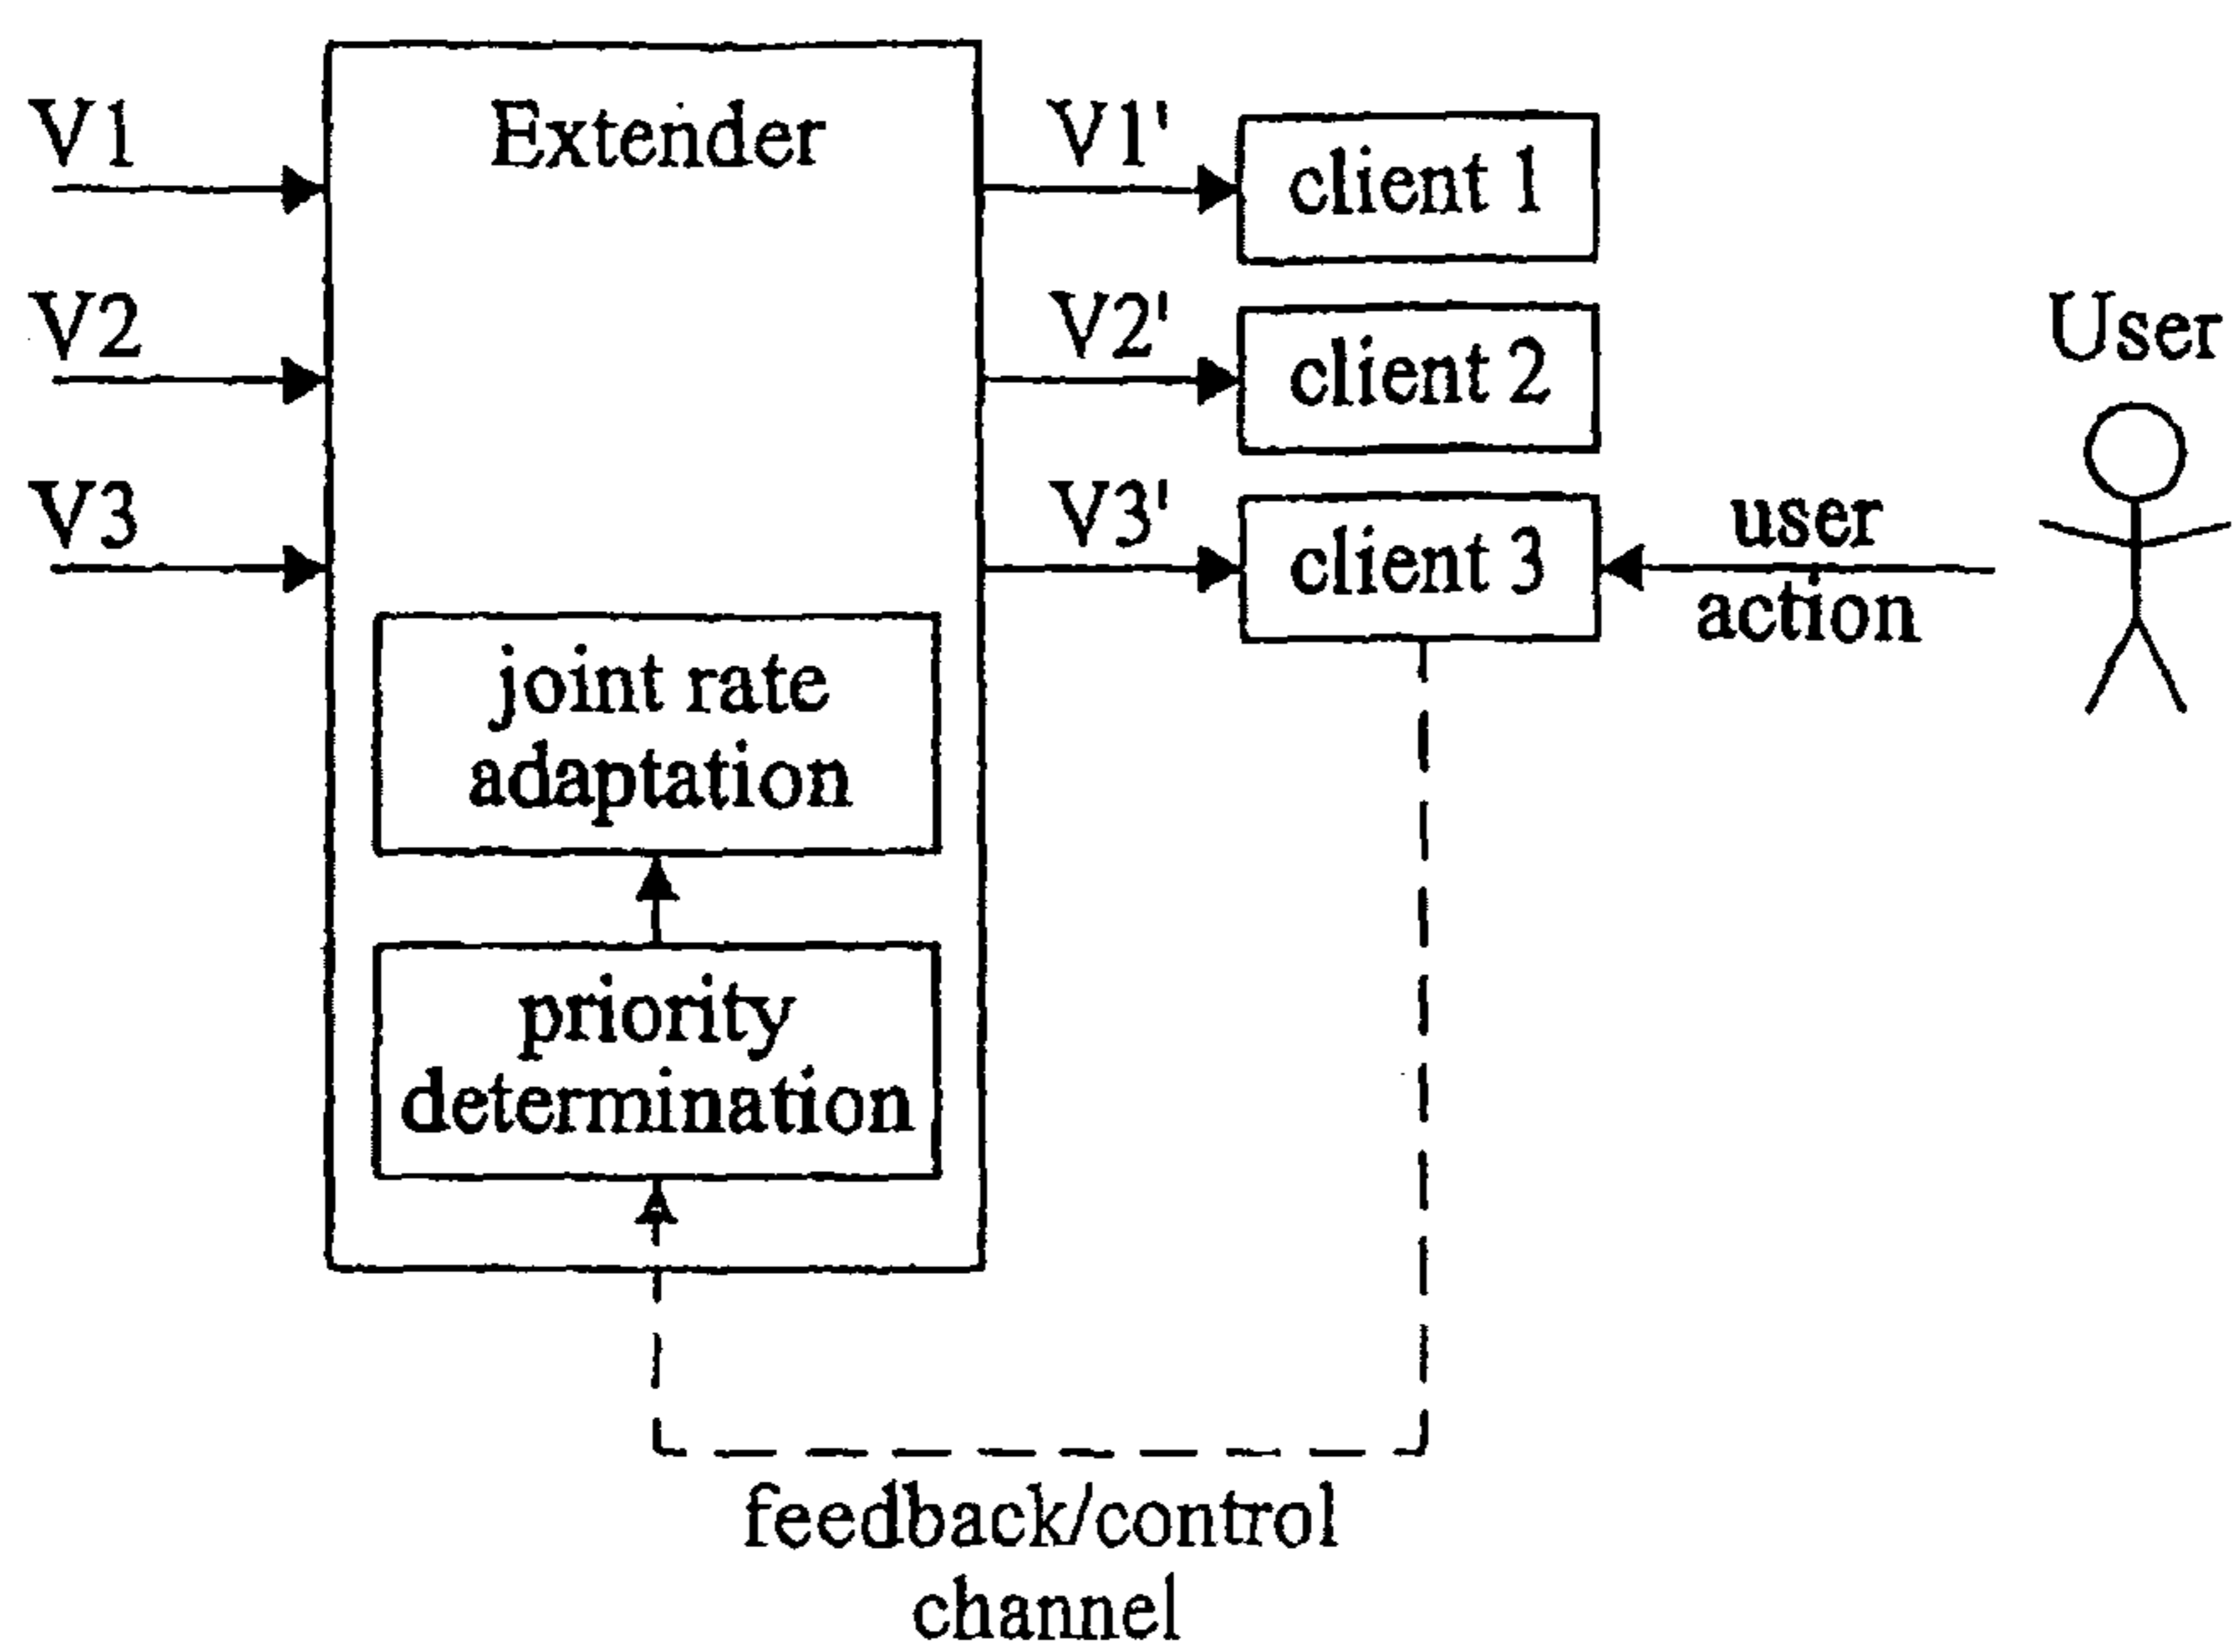 V1
V2
V3
Extender
joint rate
adaptation
priority
determination
V1'
V2'
V3'
client 1
client 2
client 3
user
action
User
feedback/control
channel